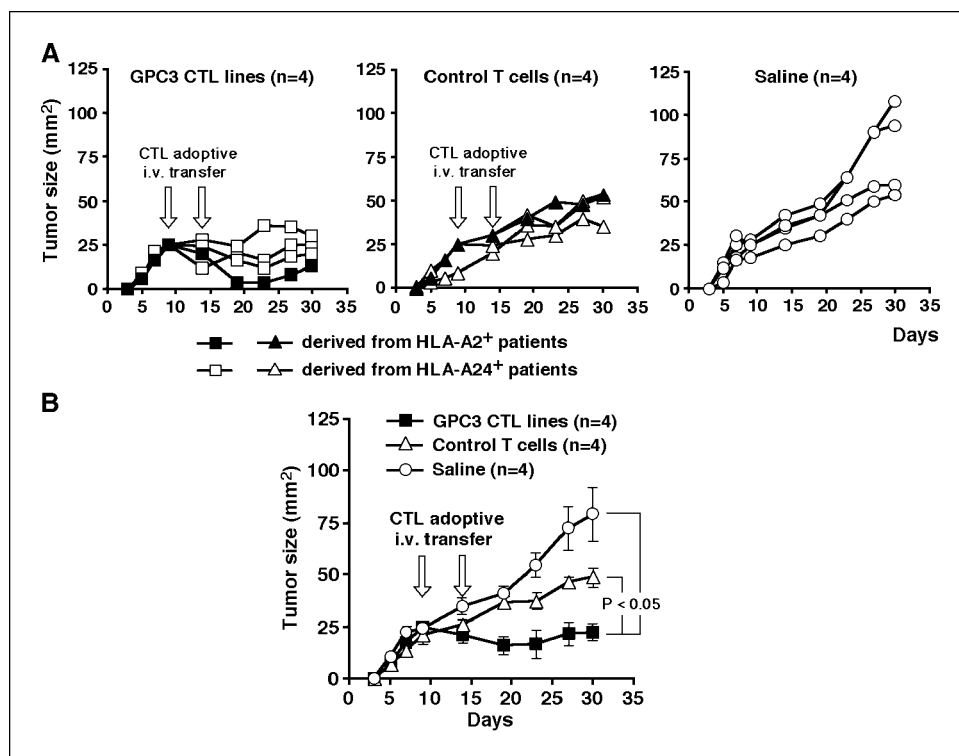 A
GPC3 CTL lines (n=4)
Control T cells (n=4)
Saline (n=4)
Tumor size (mm2)
125
100
75
50
25
0
CTL adoptive
i.v. transfer
0 5 10 15 20 25 30 35
125
100
75
50
25
0
CTL adoptive
i.v. transfer
0 5 10 15 20 25 30 35
125
100
75
50
25
0
0 5 10 15 20 25 30 35
Days
derived from HLA-A2+ patients
derived from HLA-A24+ patients
B
GPC3 CTL lines (n=4)
Control T cells (n=4)
Saline (n=4)
Tumor size (mm2)
125
100
75
50
25
0
CTL adoptive
i.v. transfer
P < 0.05
0 5 10 15 20 25 30 35
Days